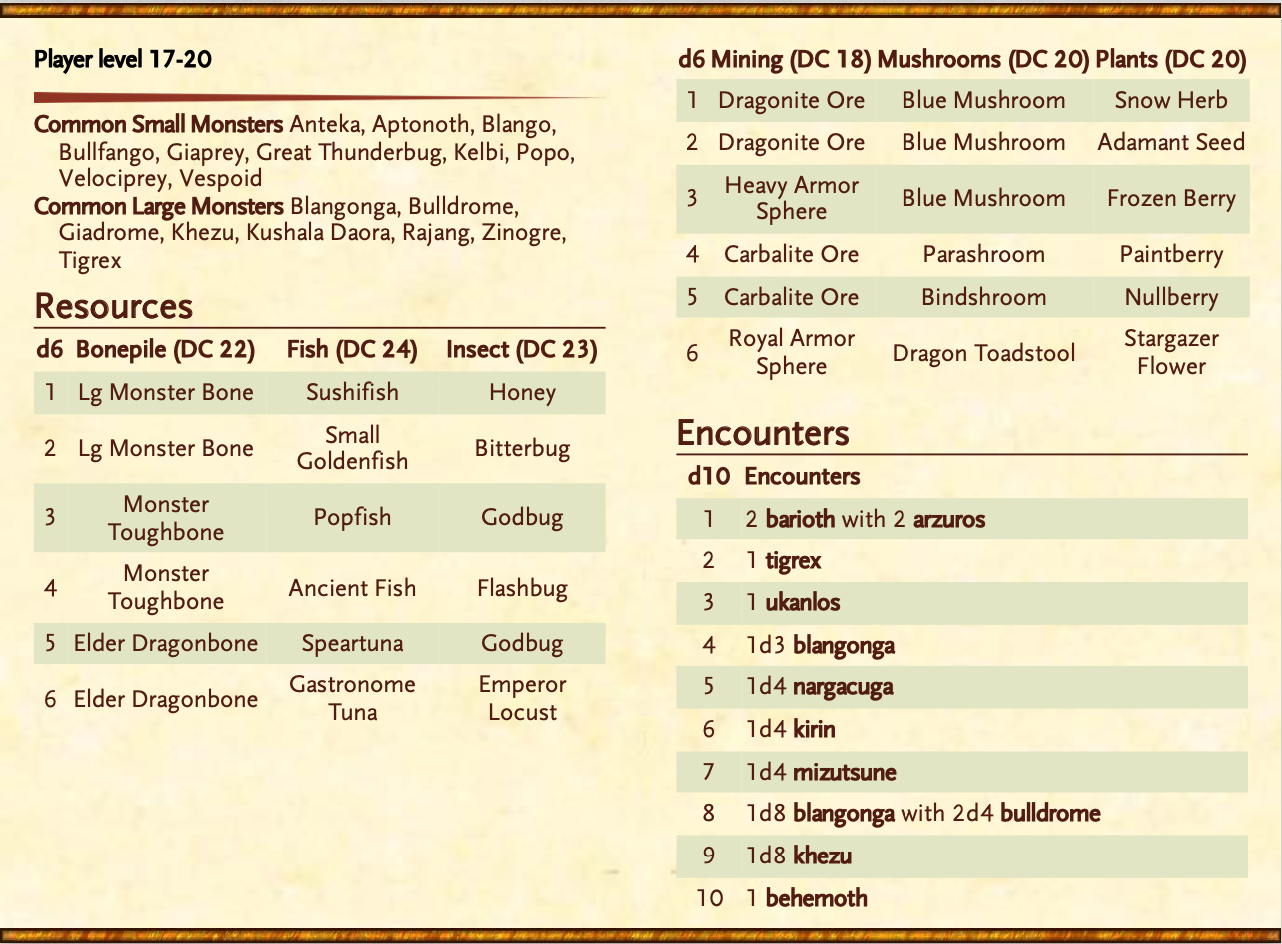 Player level 17-20
Common Small Monsters Anteka, Aptonoth, Blango,
Bullfango, Giaprey, Great Thunderbug, Kelbi, Popo,
Velociprey, Vespoid
Common Large Monsters Blangonga, Bulldrome,
Giadrome, Khezu, Kushala Daora, Rajang, Zinogre,
Tigrex
Resources
d6 Bonepile (DC 22) Fish (DC 24) Insect (DC 23)
1 Lg Monster Bone Sushifish Honey
2 Lg Monster Bone Small Goldenfish Bitterbug
3 Monster Toughbone Popfish Godbug
4 Monster Toughbone Ancient Fish Flashbug
5 Elder Dragonbone Speartuna Godbug
6 Elder Dragonbone Gastronome Tuna Emperor Locust
d6 Mining (DC 18) Mushrooms (DC 20) Plants (DC 20)
1 Dragonite Ore Blue Mushroom Snow Herb
2 Dragonite Ore Blue Mushroom Adamant Seed
3 Heavy Armor Sphere Blue Mushroom Frozen Berry
4 Carbalite Ore Parashroom Paintberry
5 Carbalite Ore Bindshroom Nullberry
6 Royal Armor Sphere Dragon Toadstool Stargazer Flower
Encounters
d10 Encounters
1 2 barioth with 2 arzuros
2 1 tigrex
3 1 ukanlos
4 1d3 blangonga
5 1d4 nargacuga
6 1d4 kirin
7 1d4 mizutsune
8 1d8 blangonga with 2d4 bulldrome
9 1d8 khezu
10 1 behemoth